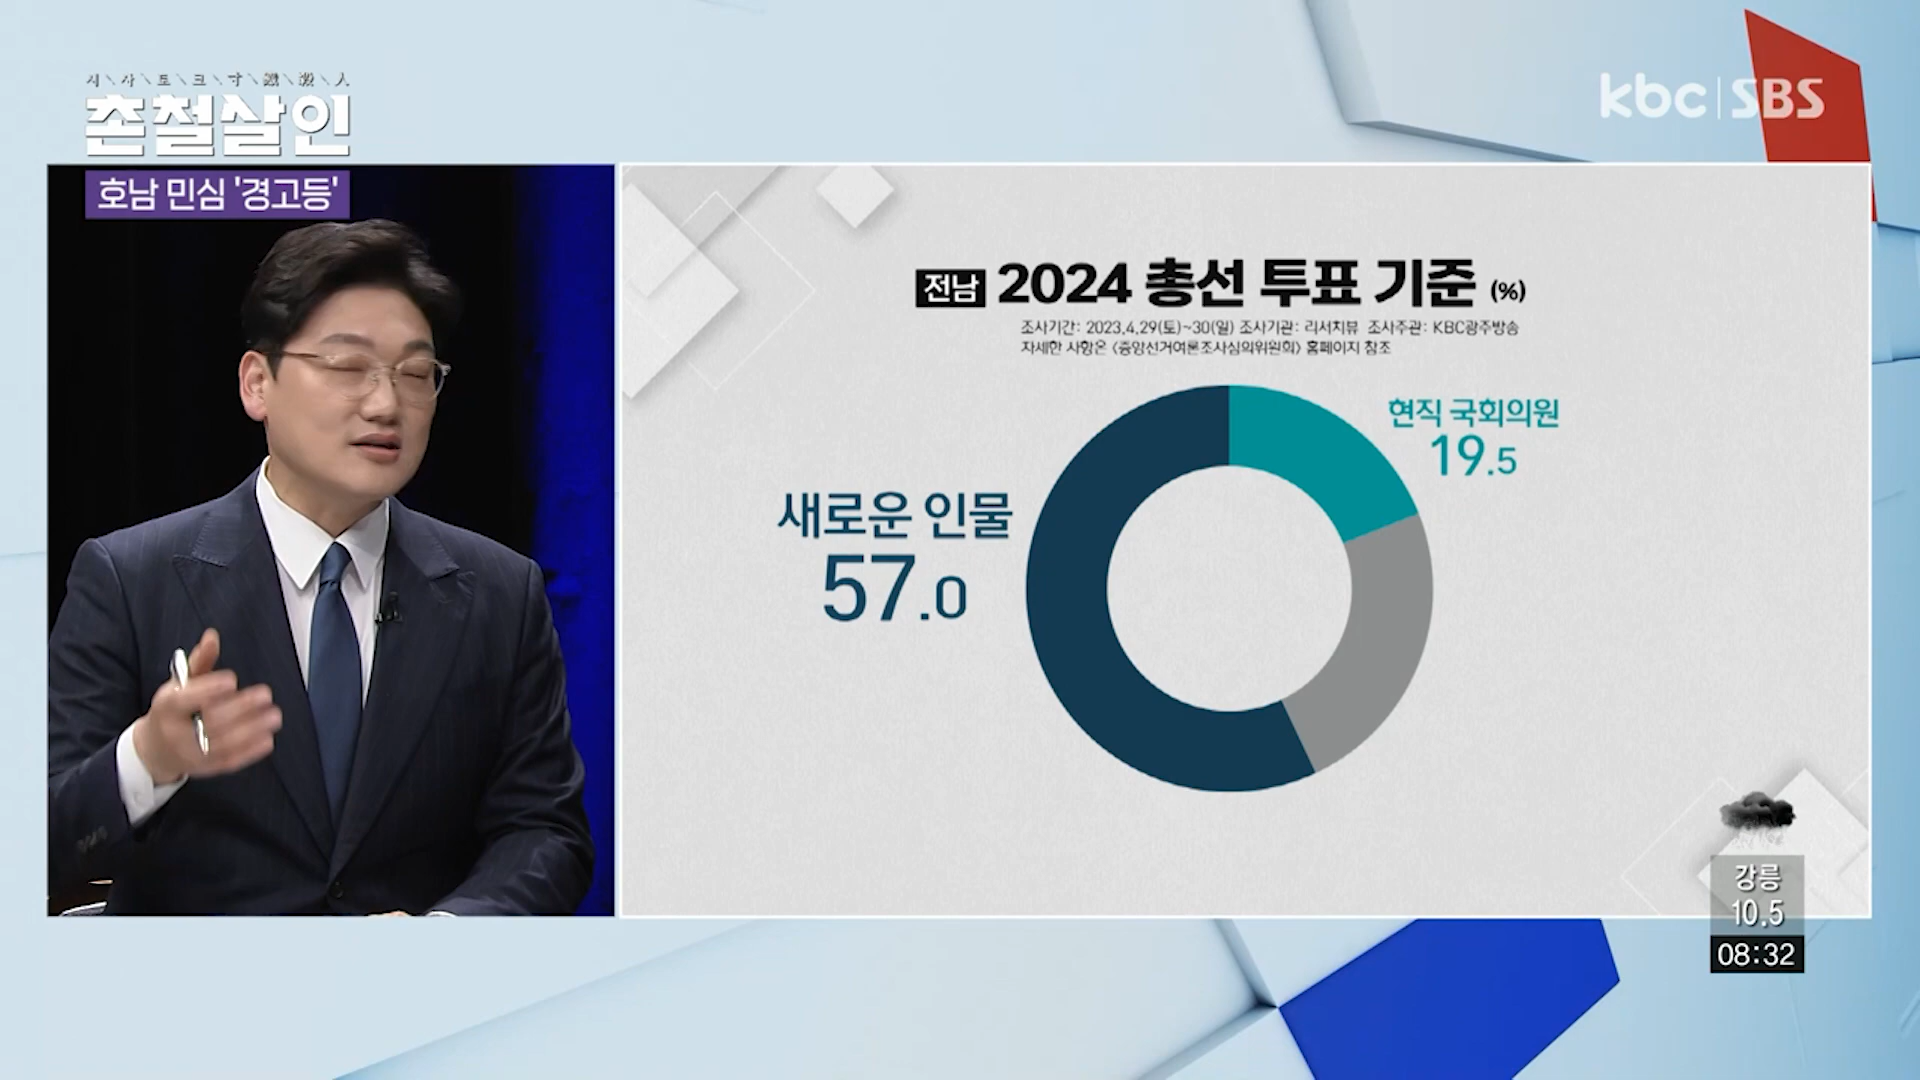 시\사\토\크\寸\鐵\殺\人
촌철살인
호남 민심 '경고등'
kbc SBS
전남 2024 총선 투표 기준 (%)
조사기간: 2023.4.29(토)~30(일) 조사기관: 리서치뷰 조사주관: KBC광주방송
자세한 사항은 <중앙선거여론조사심의위원회> 홈페이지 참조
현직 국회의원
19.5
새로운 인물
57.0
강릉
10.5
08:32